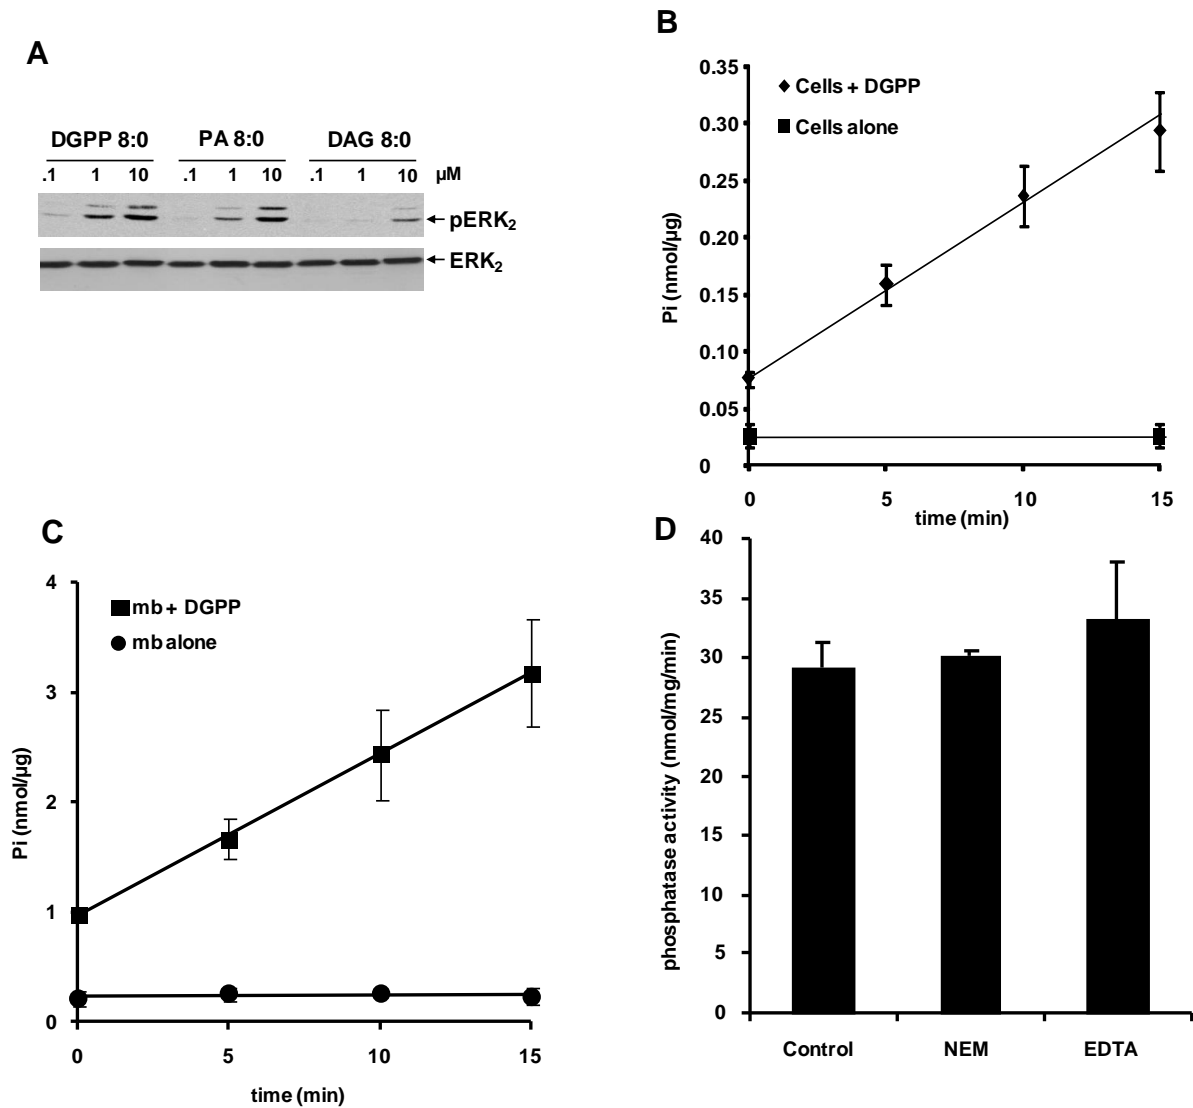 A
DGPP 8:0 PA 8:0 DAG 8:0
.1 1 10 .1 1 10 .1 1 10 µM
pERK2
ERK2
B
Cells + DGPP
Cells alone
0.35
0.30
0.25
0.20
0.15
0.10
0.05
0
Pi (nmol/µg)
0 5 10 15
time (min)
C
mb + DGPP
mb alone
4
3
2
1
0
Pi (nmol/µg)
0 5 10 15
time (min)
D
40
35
30
25
20
15
10
5
0
phosphatase activity (nmol/mg/min)
Control NEM EDTA